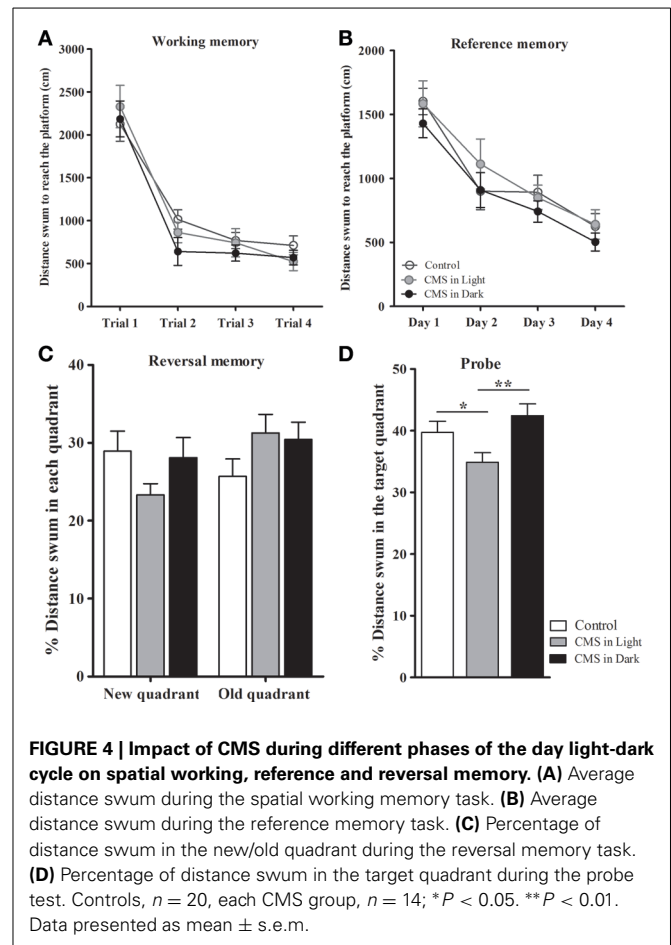 A
Working memory
Distance swum to reach the platform (cm)
3000
2500
2000
1500
1000
500
0
Trial 1 Trial 2 Trial 3 Trial 4
B
Reference memory
Distance swum to reach the platform (cm)
2000
1500
1000
500
0
Control
CMS in Light
CMS in Dark
Day 1 Day 2 Day 3 Day 4
C
Reversal memory
% Distance swum in each quadrant
40
30
20
10
0
New quadrant Old quadrant
D
Probe
% Distance swum in the target quadrant
50
40
30
20
10
0
*
**
Control
CMS in Light
CMS in Dark
FIGURE 4 | Impact of CMS during different phases of the day light-dark
cycle on spatial working, reference and reversal memory. (A) Average
distance swum during the spatial working memory task. (B) Average
distance swum during the reference memory task. (C) Percentage of
distance swum in the new/old quadrant during the reversal memory task.
(D) Percentage of distance swum in the target quadrant during the probe
test. Controls, n = 20, each CMS group, n = 14; *P < 0.05. **P < 0.01.
Data presented as mean ± s.e.m.